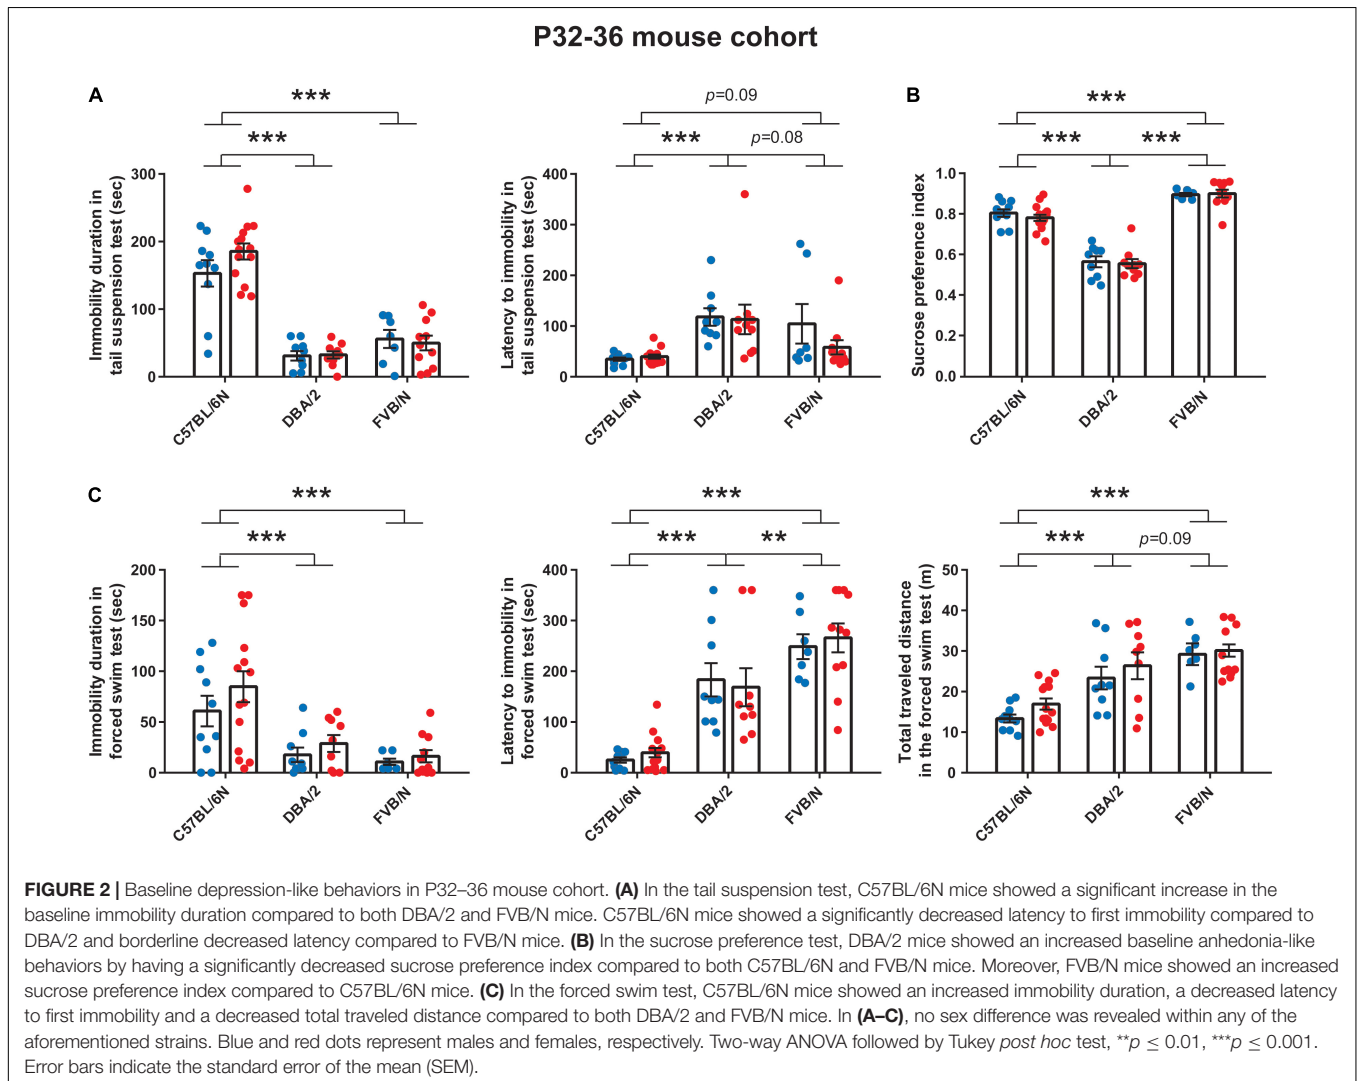 P32-36 mouse cohort
A
***
***
Immobility duration in
tail suspension test (sec)
300
200
100
0
C57BL/6N
DBA/2
FVB/N
p=0.09
***
p=0.08
Latency to immobility in
tail suspension test (sec)
400
300
200
100
0
C57BL/6N
DBA/2
FVB/N
B
***
***
***
Sucrose preference index
1.0
0.8
0.6
0.4
0.2
0.0
C57BL/6N
DBA/2
FVB/N
C
***
***
Immobility duration in
forced swim test (sec)
200
150
100
50
0
C57BL/6N
DBA/2
FVB/N
***
***
**
Latency to immobility in
forced swim test (sec)
400
300
200
100
0
C57BL/6N
DBA/2
FVB/N
***
***
p=0.09
Total traveled distance
in the forced swim test (m)
50
40
30
20
10
0
C57BL/6N
DBA/2
FVB/N
FIGURE 2 | Baseline depression-like behaviors in P32–36 mouse cohort. (A) In the tail suspension test, C57BL/6N mice showed a significant increase in the
baseline immobility duration compared to both DBA/2 and FVB/N mice. C57BL/6N mice showed a significantly decreased latency to first immobility compared to
DBA/2 and borderline decreased latency compared to FVB/N mice. (B) In the sucrose preference test, DBA/2 mice showed an increased baseline anhedonia-like
behaviors by having a significantly decreased sucrose preference index compared to both C57BL/6N and FVB/N mice. Moreover, FVB/N mice showed an increased
sucrose preference index compared to C57BL/6N mice. (C) In the forced swim test, C57BL/6N mice showed an increased immobility duration, a decreased latency
to first immobility and a decreased total traveled distance compared to both DBA/2 and FVB/N mice. In (A–C), no sex difference was revealed within any of the
aforementioned strains. Blue and red dots represent males and females, respectively. Two-way ANOVA followed by Tukey post hoc test, **p ≤ 0.01, ***p ≤ 0.001.
Error bars indicate the standard error of the mean (SEM).